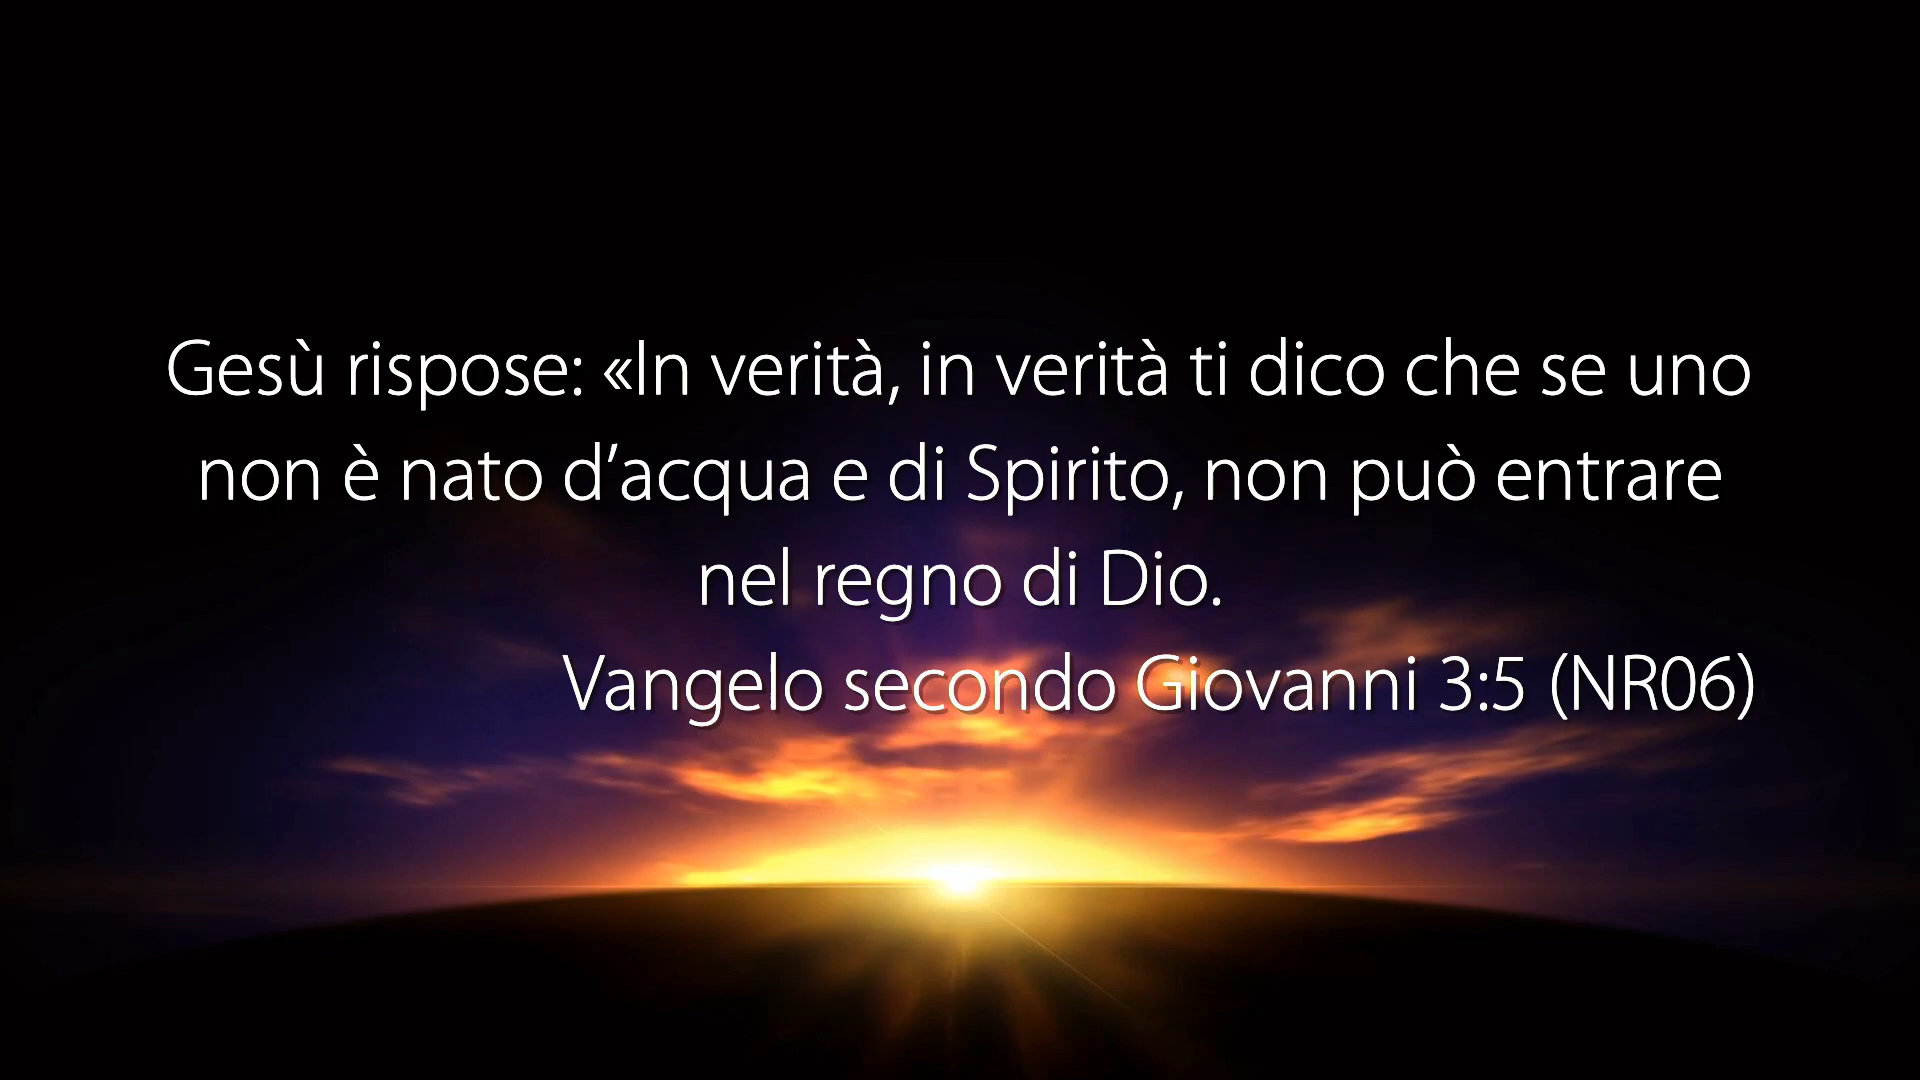 Gesù rispose: «In verità, in verità ti dico che se uno
non è nato d’acqua e di Spirito, non può entrare
nel regno di Dio.
Vangelo secondo Giovanni 3:5 (NR06)